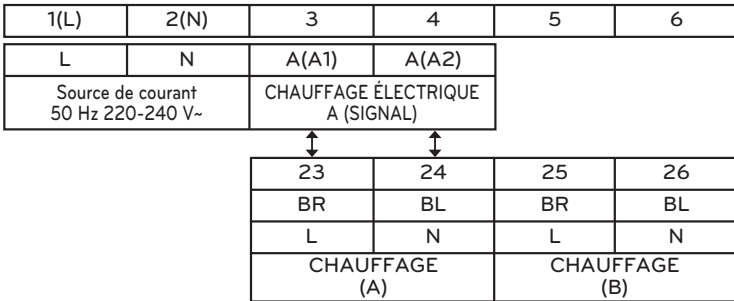 1(L) 2(N) 3 4 5 6
L N A(A1) A(A2)
Source de courant
50 Hz 220-240 V~
CHAUFFAGE ÉLECTRIQUE
A (SIGNAL)
23 24 25 26
BR BL BR BL
L N L N
CHAUFFAGE
(A)
CHAUFFAGE
(B)